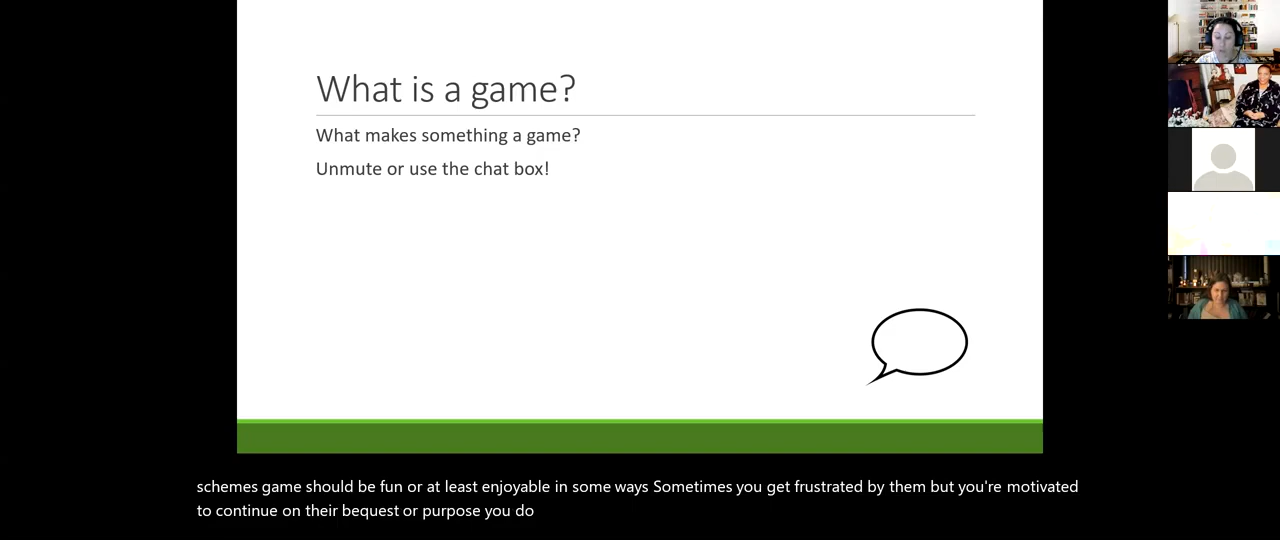 What is a game?
What makes something a game?
Unmute or use the chat box!
schemes game should be fun or at least enjoyable in some ways Sometimes you get frustrated by them but you're motivated
to continue on their bequest or purpose you do